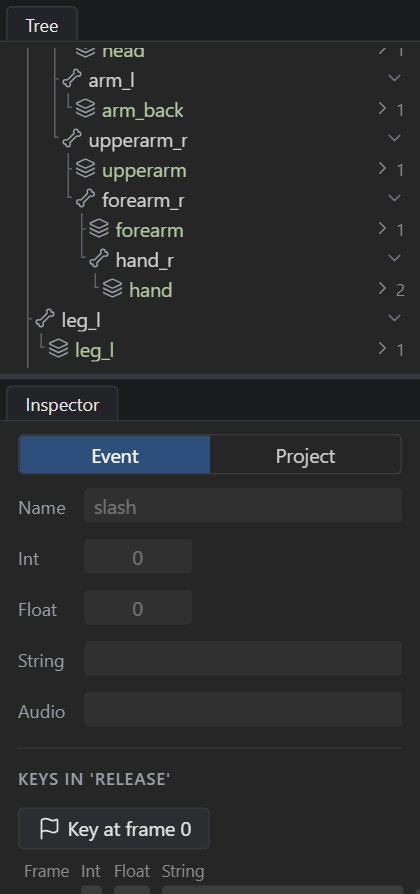 Tree
head 1
arm_l
arm_back 1
upperarm_r
upperarm 1
forearm_r
forearm 1
hand_r
hand 2
leg_l
leg_l 1
Inspector
Event Project
Name slash
Int 0
Float 0
String
Audio
KEYS IN 'RELEASE'
Key at frame 0
Frame Int Float String